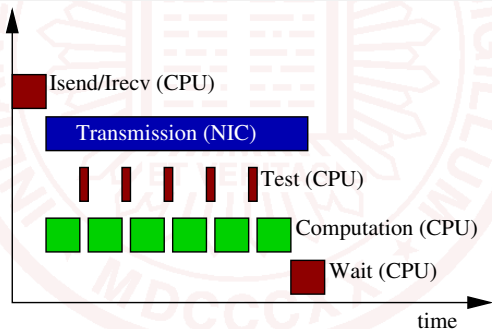 Isend/Irecv (CPU)
Transmission (NIC)
Test (CPU)
Computation (CPU)
Wait (CPU)
time